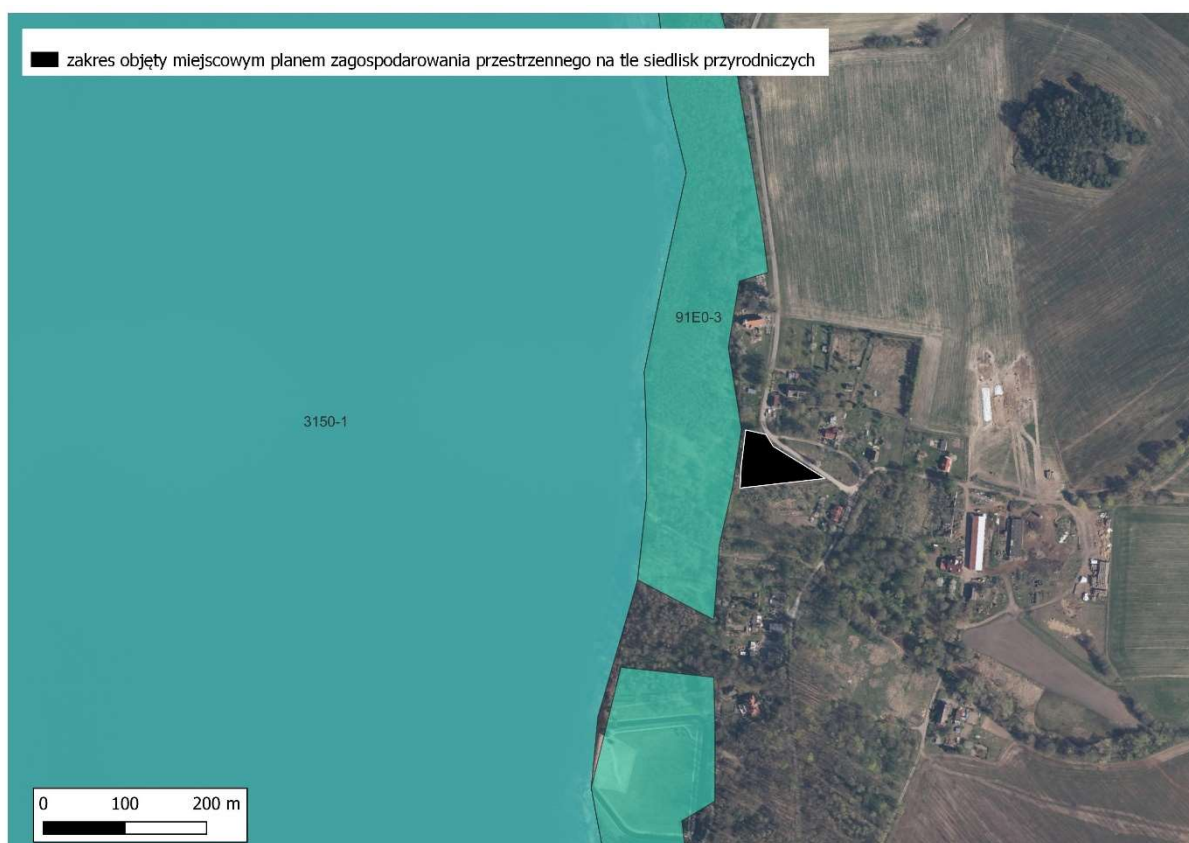 zakres objęty miejscowym planem zagospodarowania przestrzennego na tle siedlisk przyrodniczych
91E0-3
3150-1
0 100 200 m